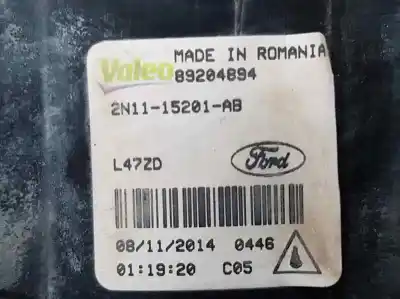 Valeo
MADE IN ROMANIA
89204894
2N11-15201-AB
L47ZD
Ford
08/11/2014 0446
01:19:20 C05